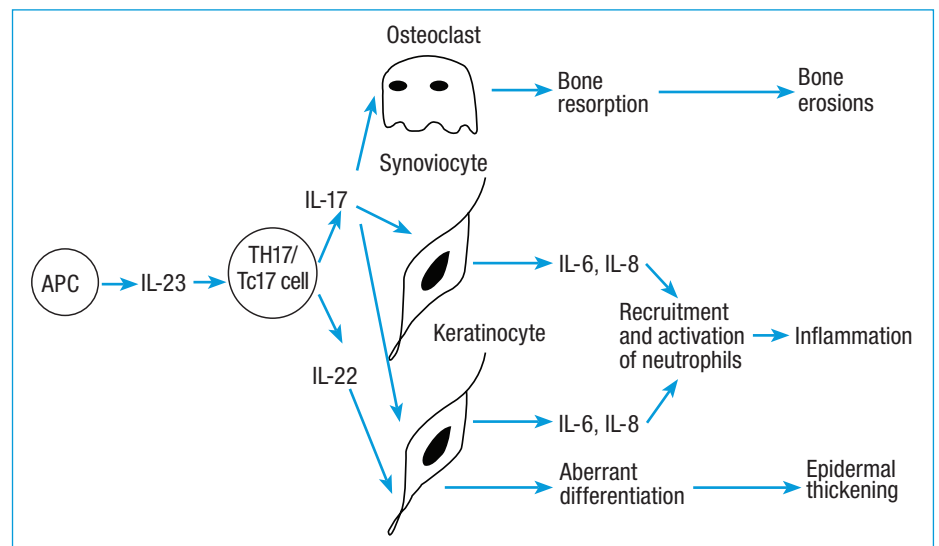 Osteoclast
Bone
resorption
Bone
erosions
Synoviocyte
IL-17
TH17/
Tc17 cell
APC
IL-23
IL-6, IL-8
Recruitment
and activation
of neutrophils
Inflammation
Keratinocyte
IL-22
IL-6, IL-8
Aberrant
differentiation
Epidermal
thickening